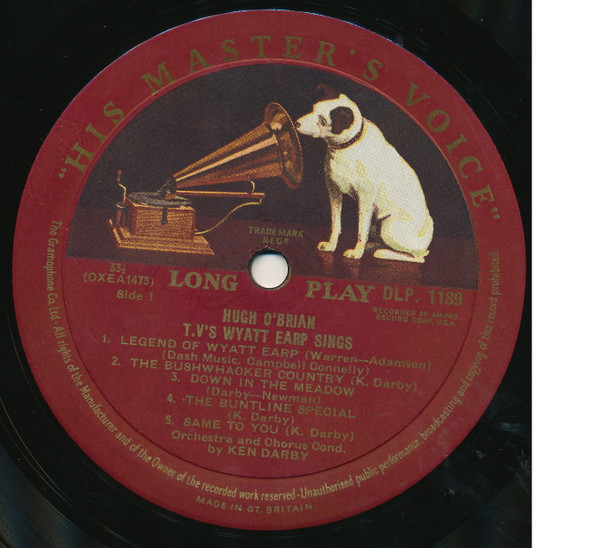 "HIS MASTER'S VOICE"
TRADE MARK
REGD
33⅓
(OXEA1473)
Side 1
LONG PLAY
DLP. 1189
RECORDED BY AM-PAR
RECORD CORP. U.S.A.
HUGH O'BRIAN
T.V'S WYATT EARP SINGS
1. LEGEND OF WYATT EARP (Warren—Adamson)
(Dash Music. Campbell Connelly)
2. THE BUSHWHACKER COUNTRY (K. Darby).
3. DOWN IN THE MEADOW
(Darby—Newman)
4. THE BUNTLINE SPECIAL
(K. Darby)
5. SAME TO YOU (K. Darby)
Orchestra and Chorus Cond.
by KEN DARBY
The Gramophone Co. Ltd. All rights of the Manufacturer and of the Owner of the recorded work reserved-Unauthorised public performance, broadcasting and copying of this record prohibited.
MADE IN GT. BRITAIN